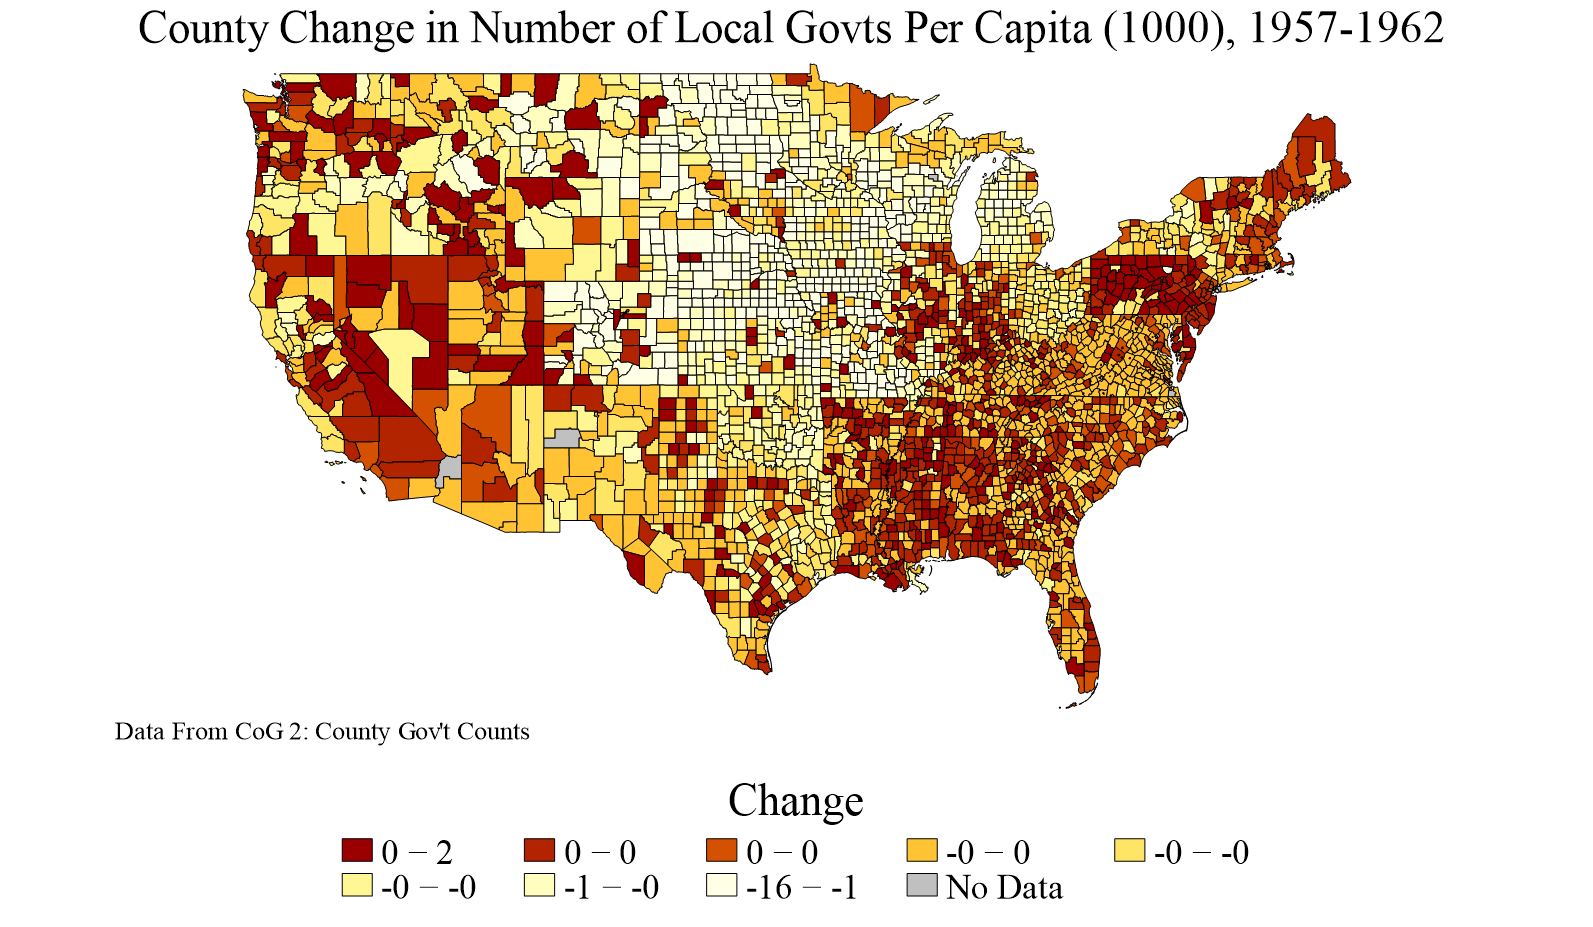 County Change in Number of Local Govts Per Capita (1000), 1957-1962
Data From CoG 2: County Gov't Counts
Change
0 − 2 0 − 0 0 − 0 -0 − 0 -0 − -0
-0 − -0 -1 − -0 -16 − -1 No Data